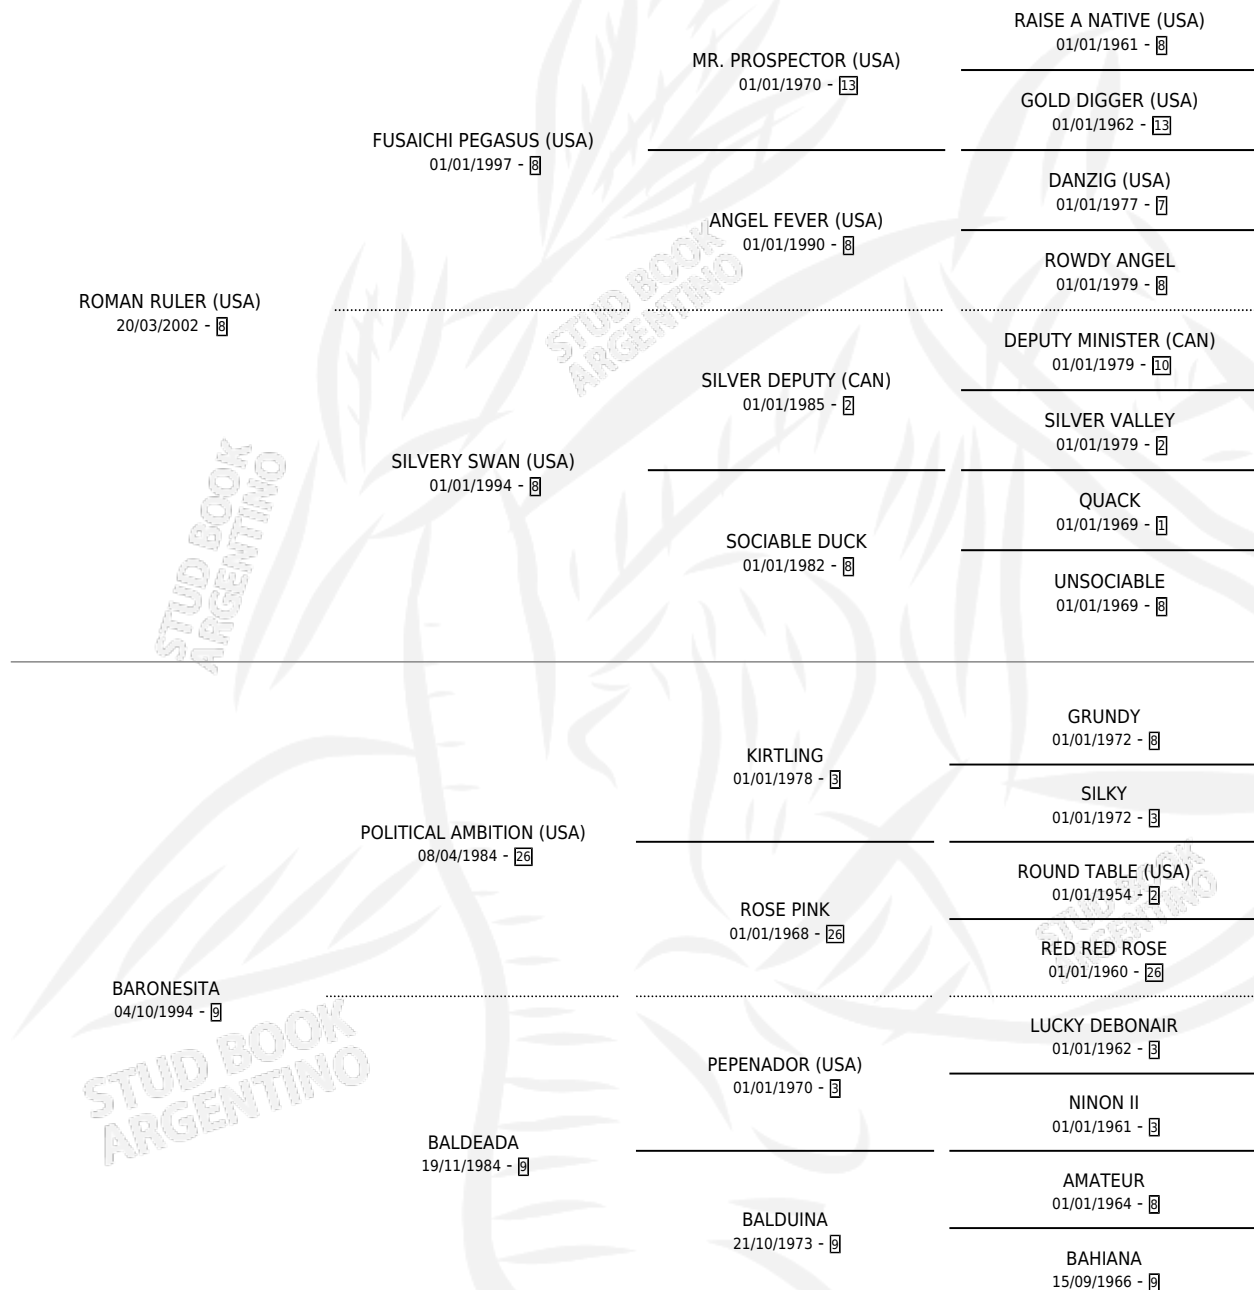 RAISE A NATIVE (USA)
01/01/1961 - 8
MR. PROSPECTOR (USA)
01/01/1970 - 13
GOLD DIGGER (USA)
01/01/1962 - 13
FUSAICHI PEGASUS (USA)
01/01/1997 - 8
DANZIG (USA)
01/01/1977 - 7
ANGEL FEVER (USA)
01/01/1990 - 8
ROWDY ANGEL
01/01/1979 - 8
ROMAN RULER (USA)
20/03/2002 - 8
STUD BOOK
ARGENTINO
DEPUTY MINISTER (CAN)
01/01/1979 - 10
SILVER DEPUTY (CAN)
01/01/1985 - 2
SILVER VALLEY
01/01/1979 - 2
SILVERY SWAN (USA)
01/01/1994 - 8
QUACK
01/01/1969 - 1
SOCIABLE DUCK
01/01/1982 - 8
UNSOCIABLE
01/01/1969 - 8
STUD BOOK
ARGENTINO
GRUNDY
01/01/1972 - 8
KIRTLING
01/01/1978 - 3
SILKY
01/01/1972 - 3
POLITICAL AMBITION (USA)
08/04/1984 - 26
ROUND TABLE (USA)
01/01/1954 - 2
ROSE PINK
01/01/1968 - 26
STUD BOOK
ARGENTINO
RED RED ROSE
01/01/1960 - 26
BARONESITA
04/10/1994 - 9
STUD BOOK
ARGENTINO
LUCKY DEBONAIR
01/01/1962 - 3
PEPENADOR (USA)
01/01/1970 - 3
NINON II
01/01/1961 - 3
BALDEADA
19/11/1984 - 9
AMATEUR
01/01/1964 - 8
BALDUINA
21/10/1973 - 9
BAHIANA
15/09/1966 - 9